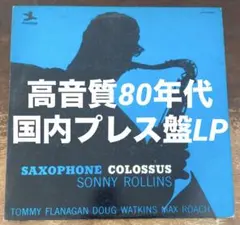 高音質80年代
国内プレス盤LP
SAXOPHONE COLOSSUS
SONNY ROLLINS
TOMMY FLANAGAN DOUG WATKINS MAX ROACH